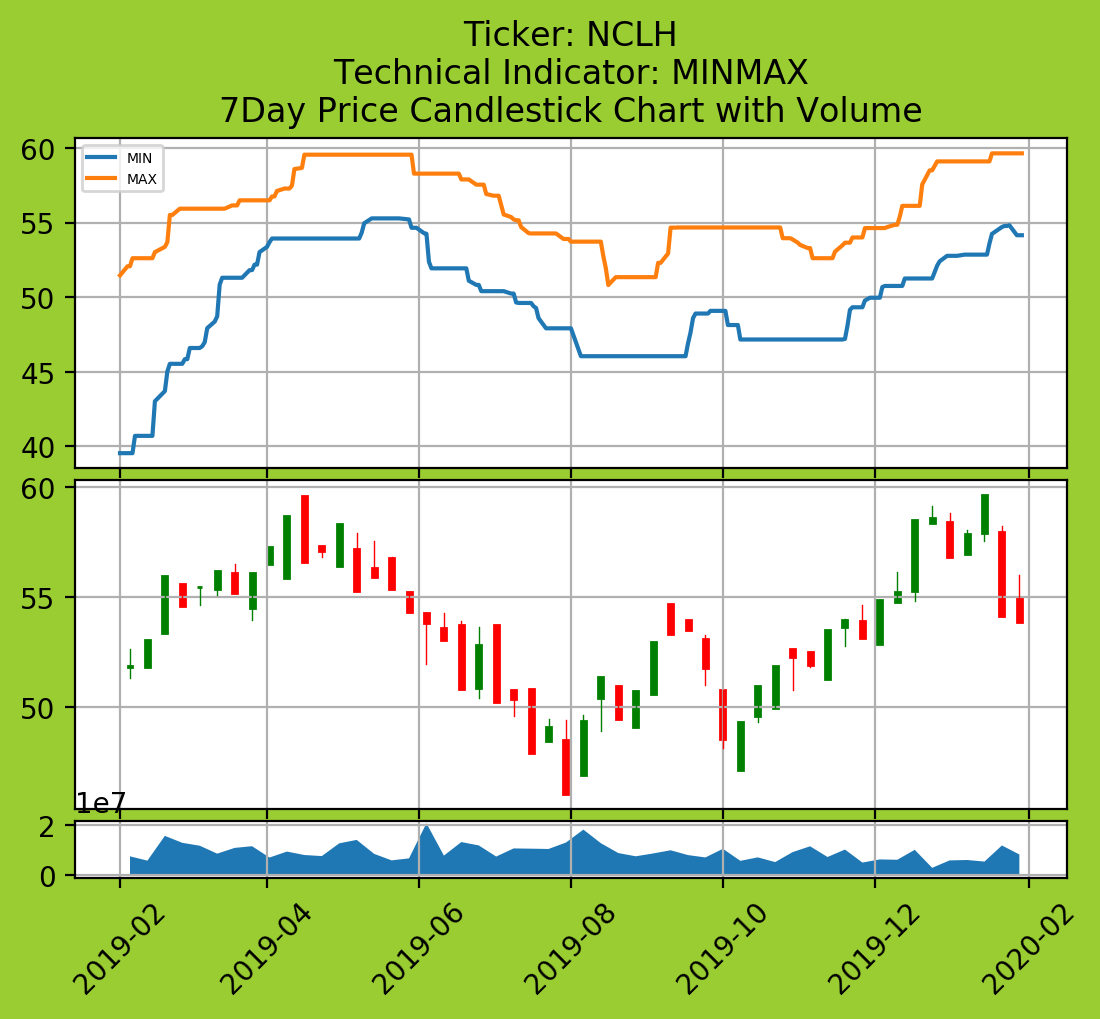 Ticker: NCLH
Technical Indicator: MINMAX
7Day Price Candlestick Chart with Volume
60
55
50
45
40
MIN
MAX
60
55
50
1e7
2
0
2019-02
2019-04
2019-06
2019-08
2019-10
2019-12
2020-02